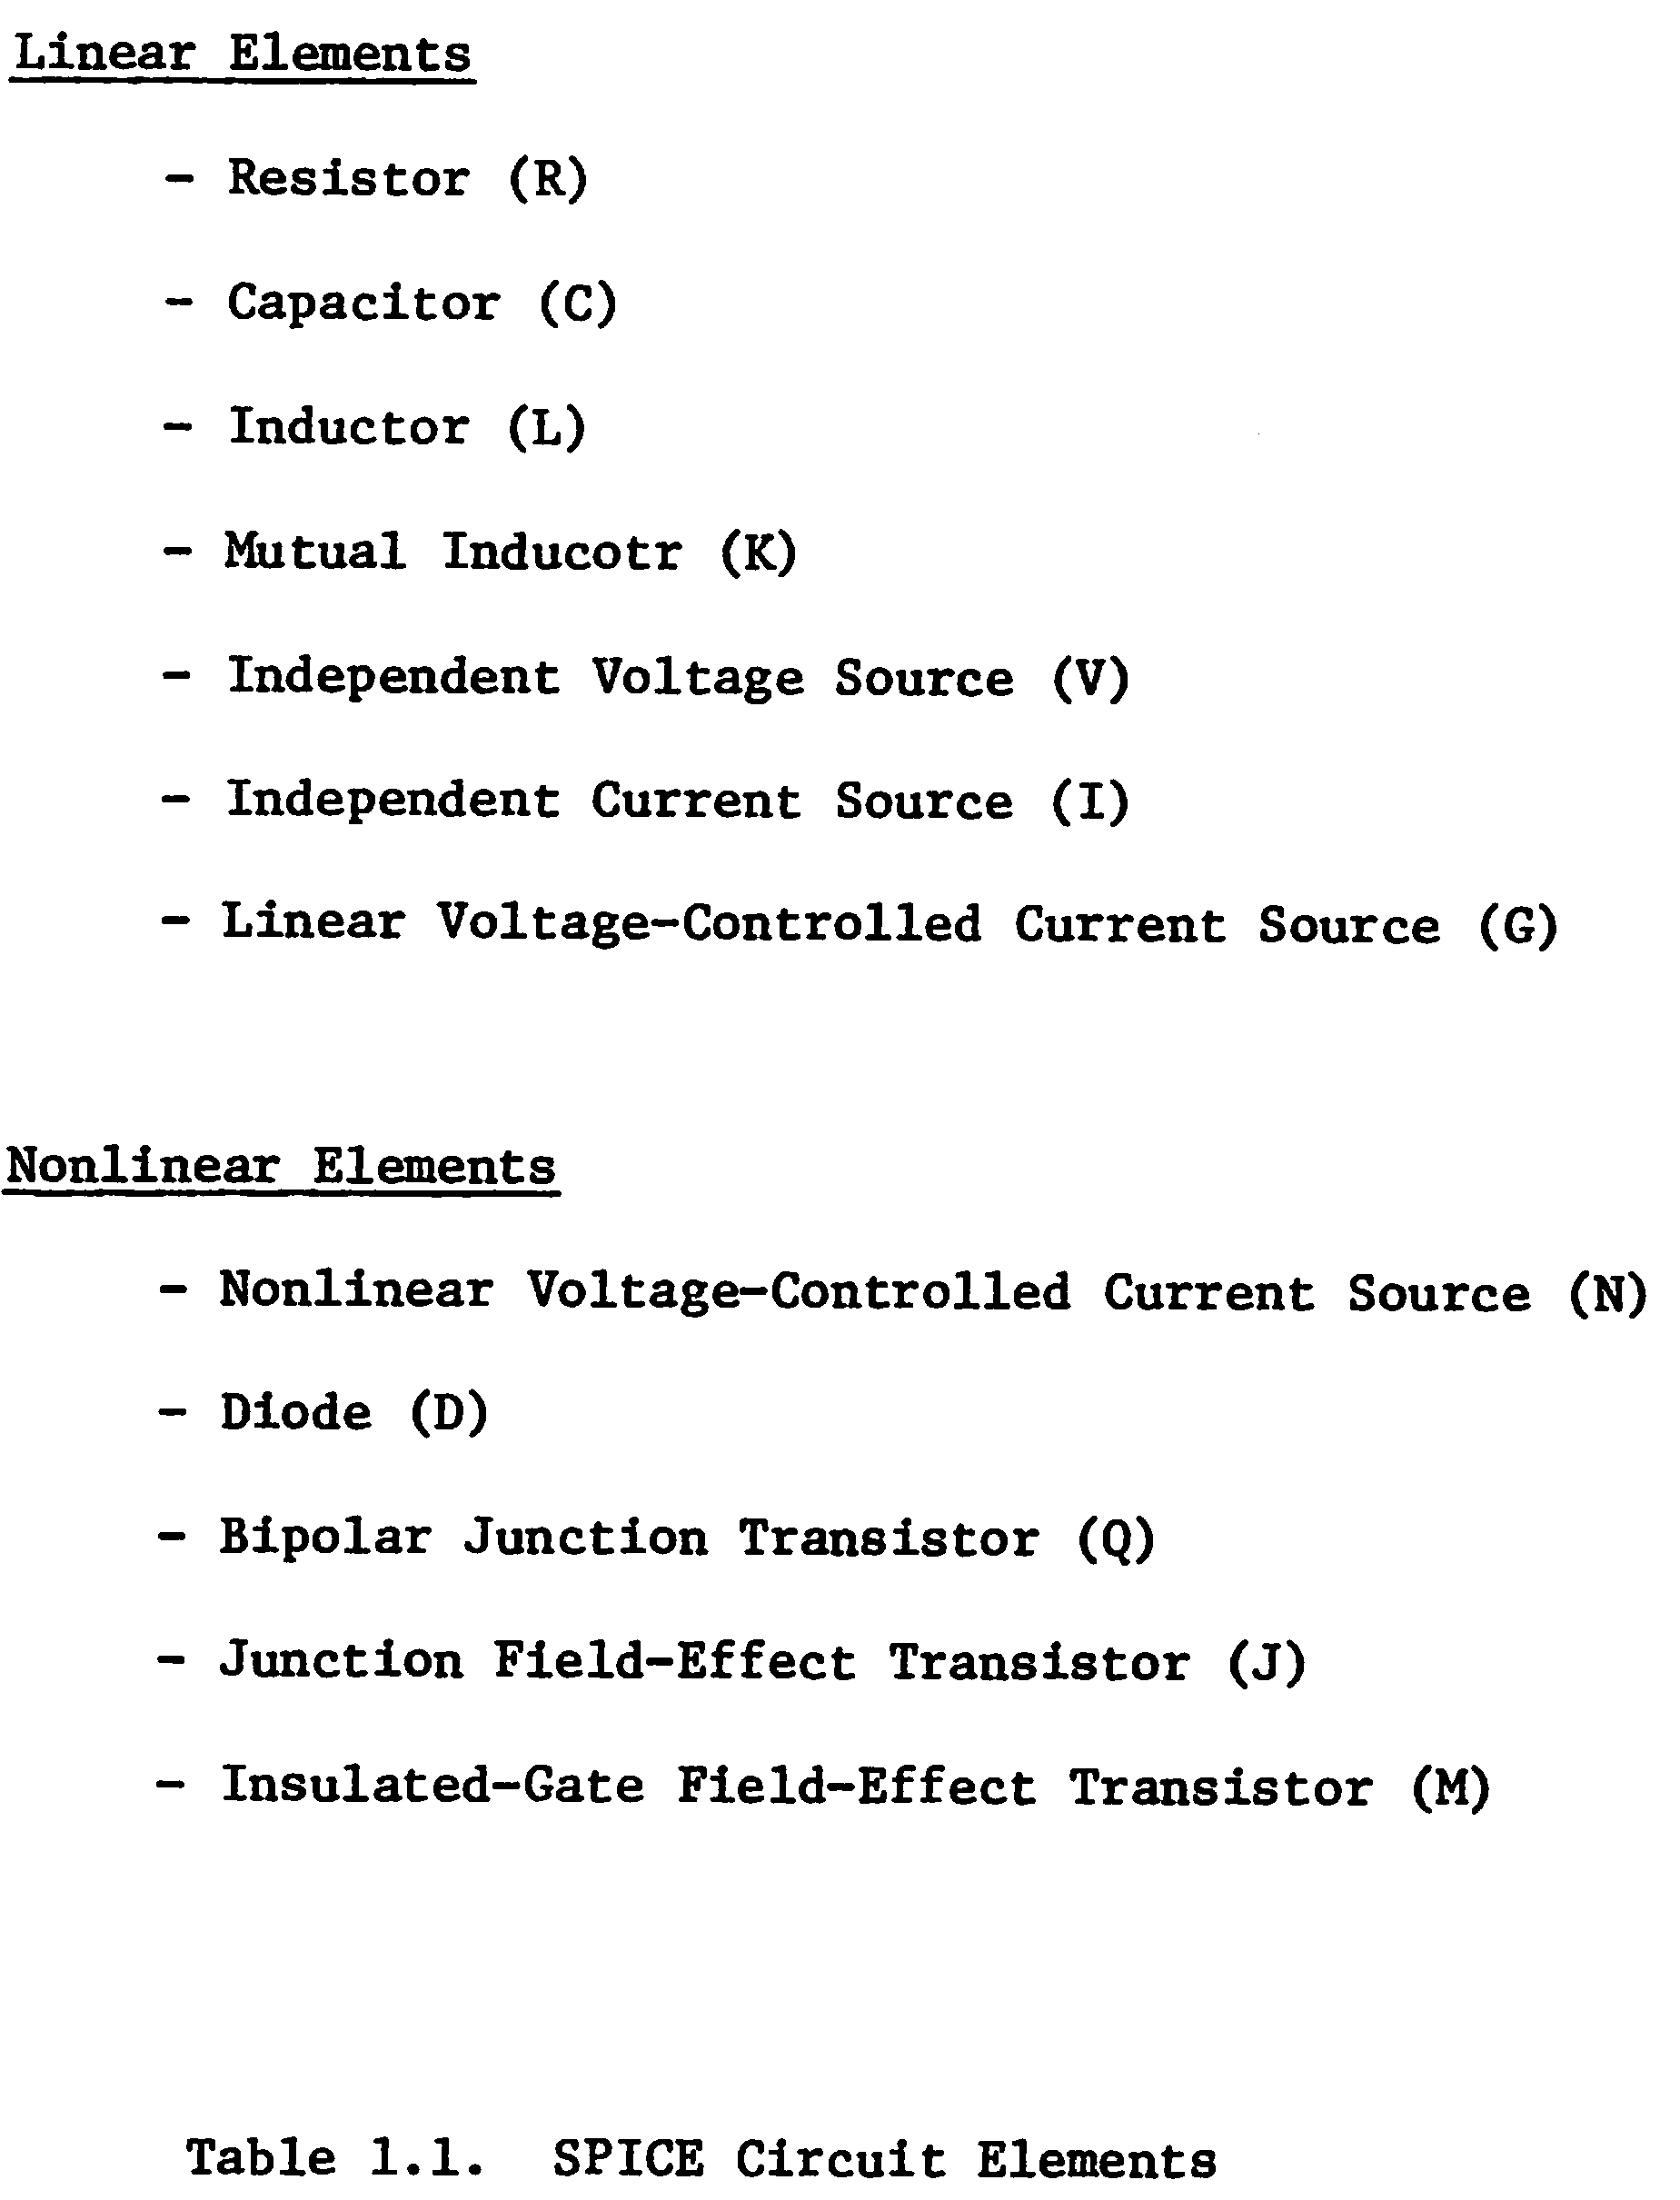 Linear Elements
- Resistor (R)
- Capacitor (C)
- Inductor (L)
- Mutual Inducotr (K)
- Independent Voltage Source (V)
- Independent Current Source (I)
- Linear Voltage-Controlled Current Source (G)
Nonlinear Elements
- Nonlinear Voltage-Controlled Current Source (N)
- Diode (D)
- Bipolar Junction Transistor (Q)
- Junction Field-Effect Transistor (J)
- Insulated-Gate Field-Effect Transistor (M)
Table 1.1. SPICE Circuit Elements